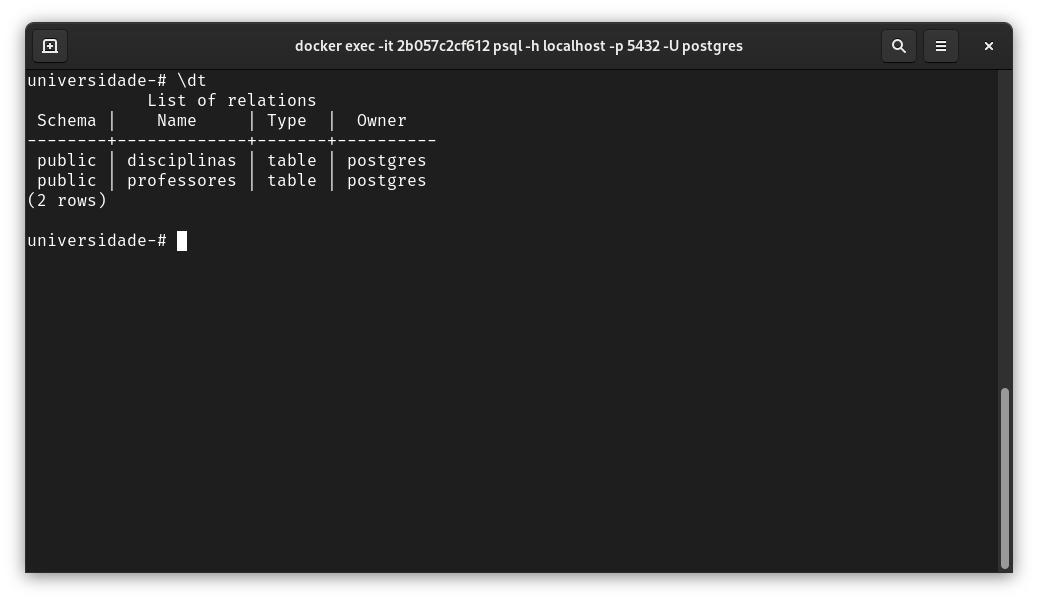 docker exec -it 2b057c2cf612 psql -h localhost -p 5432 -U postgres
universidade-# \dt
List of relations
Schema | Name | Type | Owner
--------+-------------+-------+----------
public | disciplinas | table | postgres
public | professores | table | postgres
(2 rows)
universidade-#